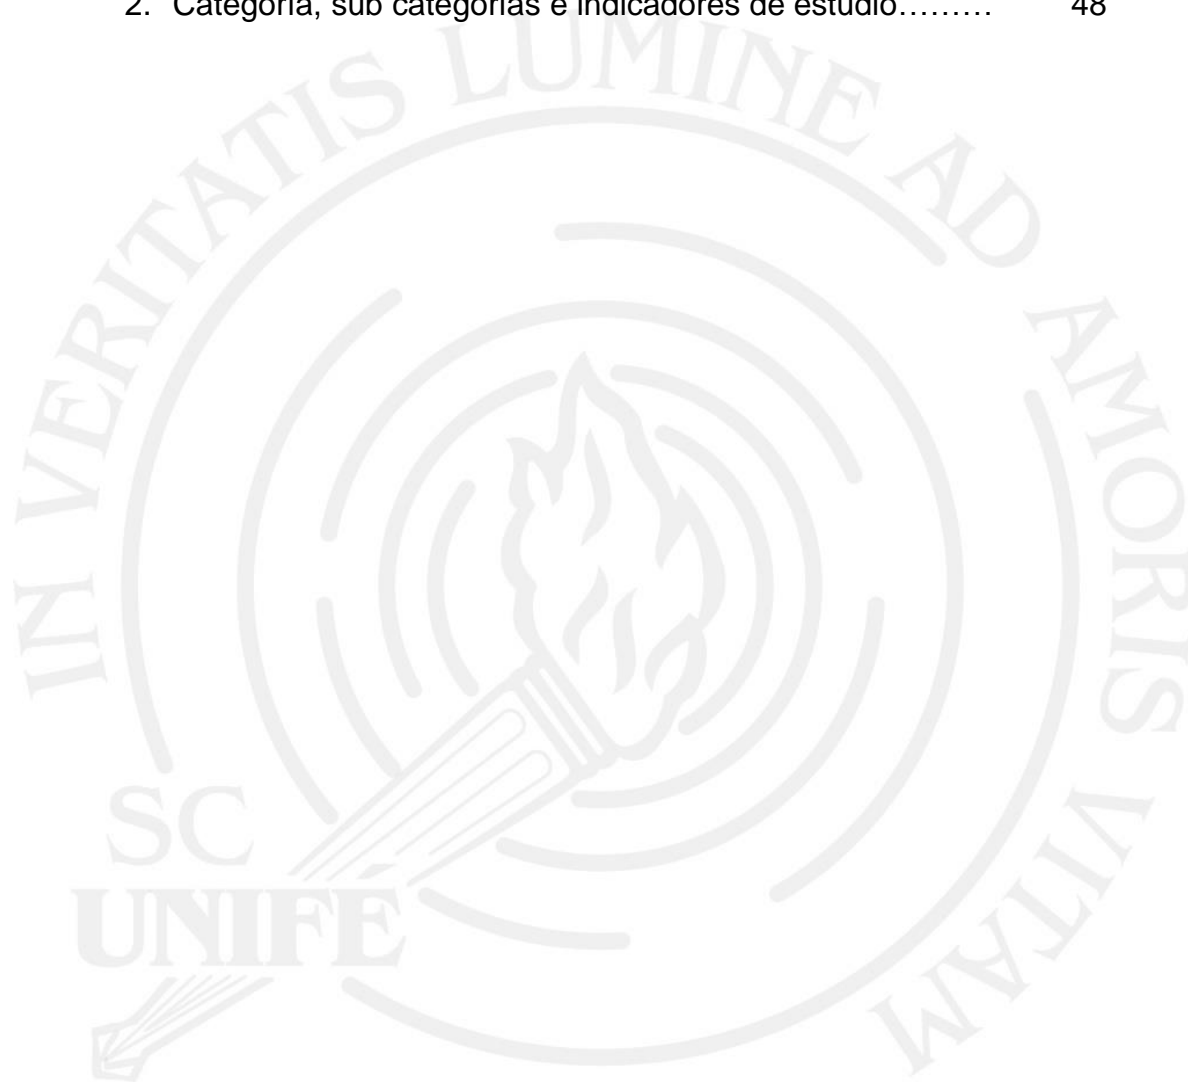 2. Categoría, sub categorías e indicadores de estudio……… 48
IN VERITATIS LUMINE AD AMORIS VITAM
SC
UNIFE